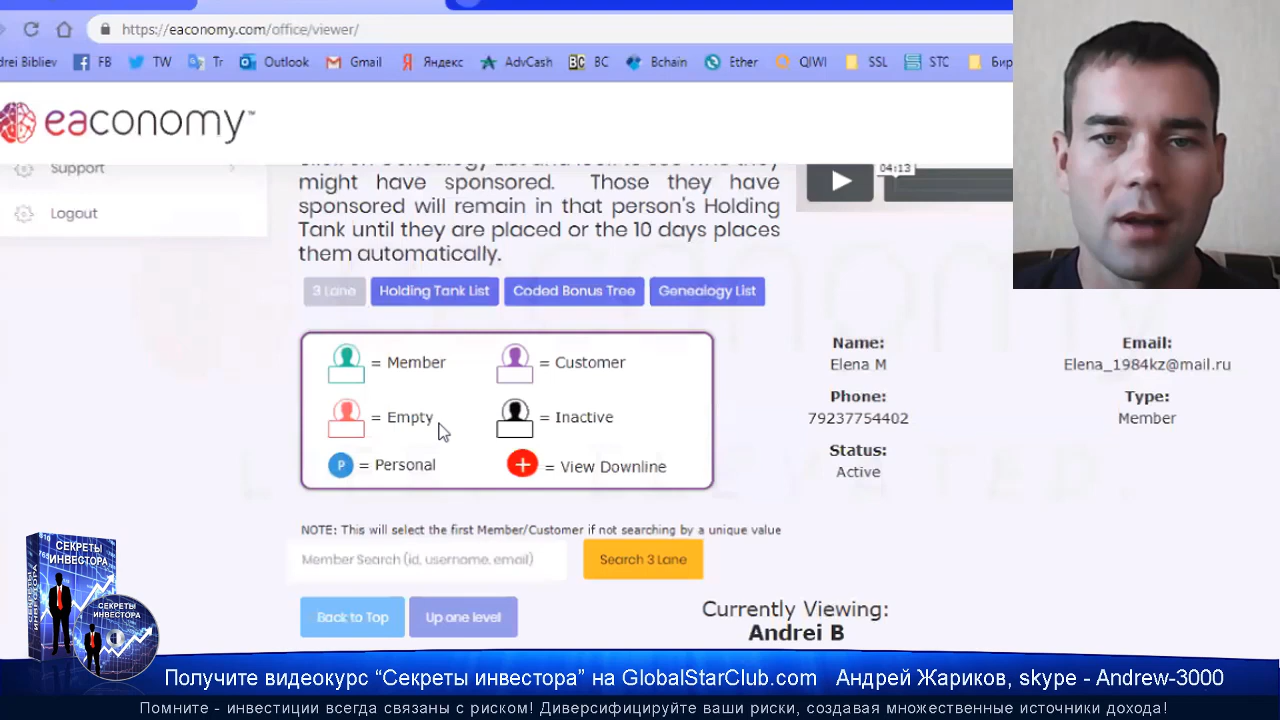 https://eaconomy.com/office/viewer/
drei Bibliev FB TW Tr Outlook Gmail Яндекс AdvCash BC Bchain Ether QIWI SSL STC Бир
eaconomy™
Support
Logout
might have sponsored. Those they have
sponsored will remain in that person's Holding
Tank until they are placed or the 10 days places
them automatically.
04:13
3 Lane Holding Tank List Coded Bonus Tree Genealogy List
= Member = Customer
= Empty = Inactive
P = Personal + = View Downline
Name:
Elena M
Email:
Elena_1984kz@mail.ru
Phone:
79237754402
Type:
Member
Status:
Active
NOTE: This will select the first Member/Customer if not searching by a unique value
Member Search (id, username, email) Search 3 Lane
Back to Top Up one level
Currently Viewing:
Andrei B
СЕКРЕТЫ
ИНВЕСТОРА
СЕКРЕТЫ
ИНВЕСТОРА
Получите видеокурс “Секреты инвестора” на GlobalStarClub.com Андрей Жариков, skype - Andrew-3000
Помните - инвестиции всегда связаны с риском! Диверсифицируйте ваши риски, создавая множественные источники дохода!